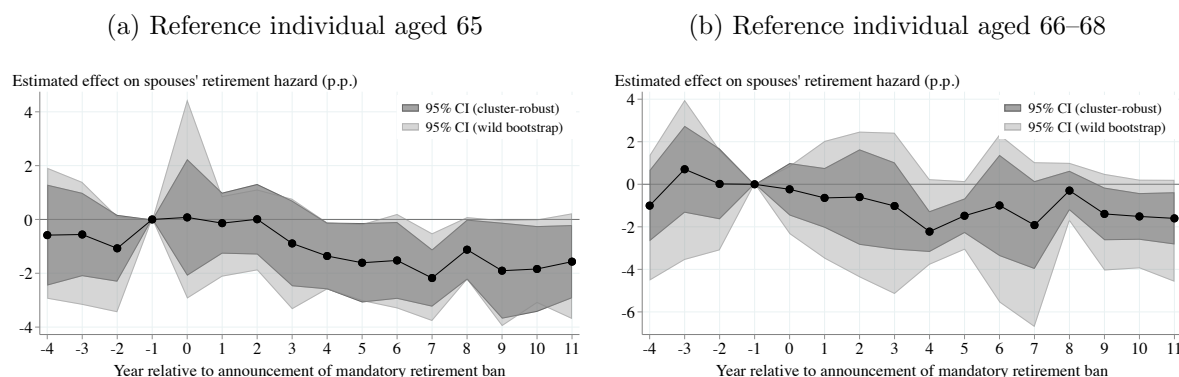 (a) Reference individual aged 65
Estimated effect on spouses' retirement hazard (p.p.)
95% CI (cluster-robust)
95% CI (wild bootstrap)
4
2
0
-2
-4
-4 -3 -2 -1 0 1 2 3 4 5 6 7 8 9 10 11
Year relative to announcement of mandatory retirement ban
(b) Reference individual aged 66–68
Estimated effect on spouses' retirement hazard (p.p.)
95% CI (cluster-robust)
95% CI (wild bootstrap)
4
2
0
-2
-4
-6
-4 -3 -2 -1 0 1 2 3 4 5 6 7 8 9 10 11
Year relative to announcement of mandatory retirement ban